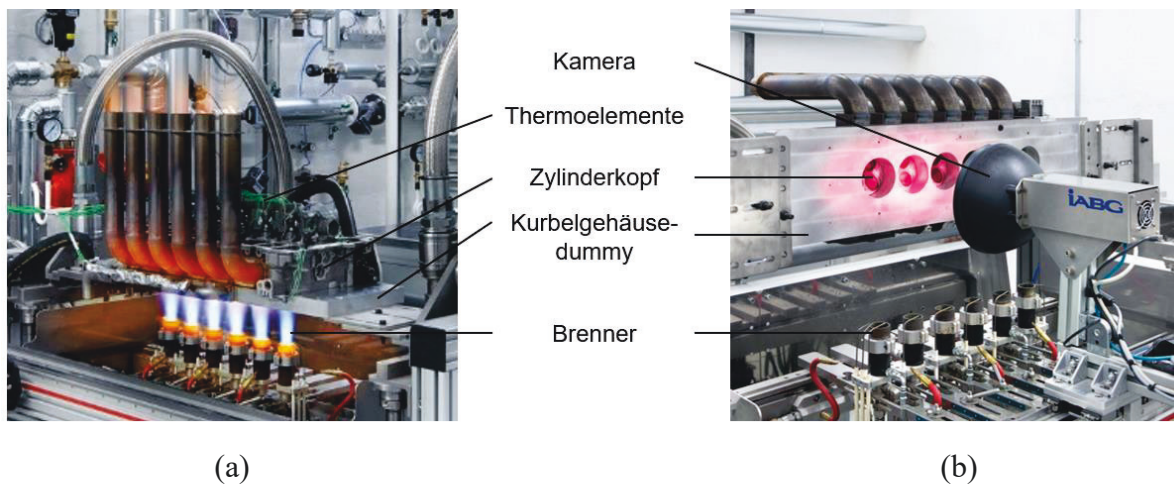 Kamera
Thermoelemente
Zylinderkopf
Kurbelgehäuse-
dummy
Brenner
iABG
(a)
(b)